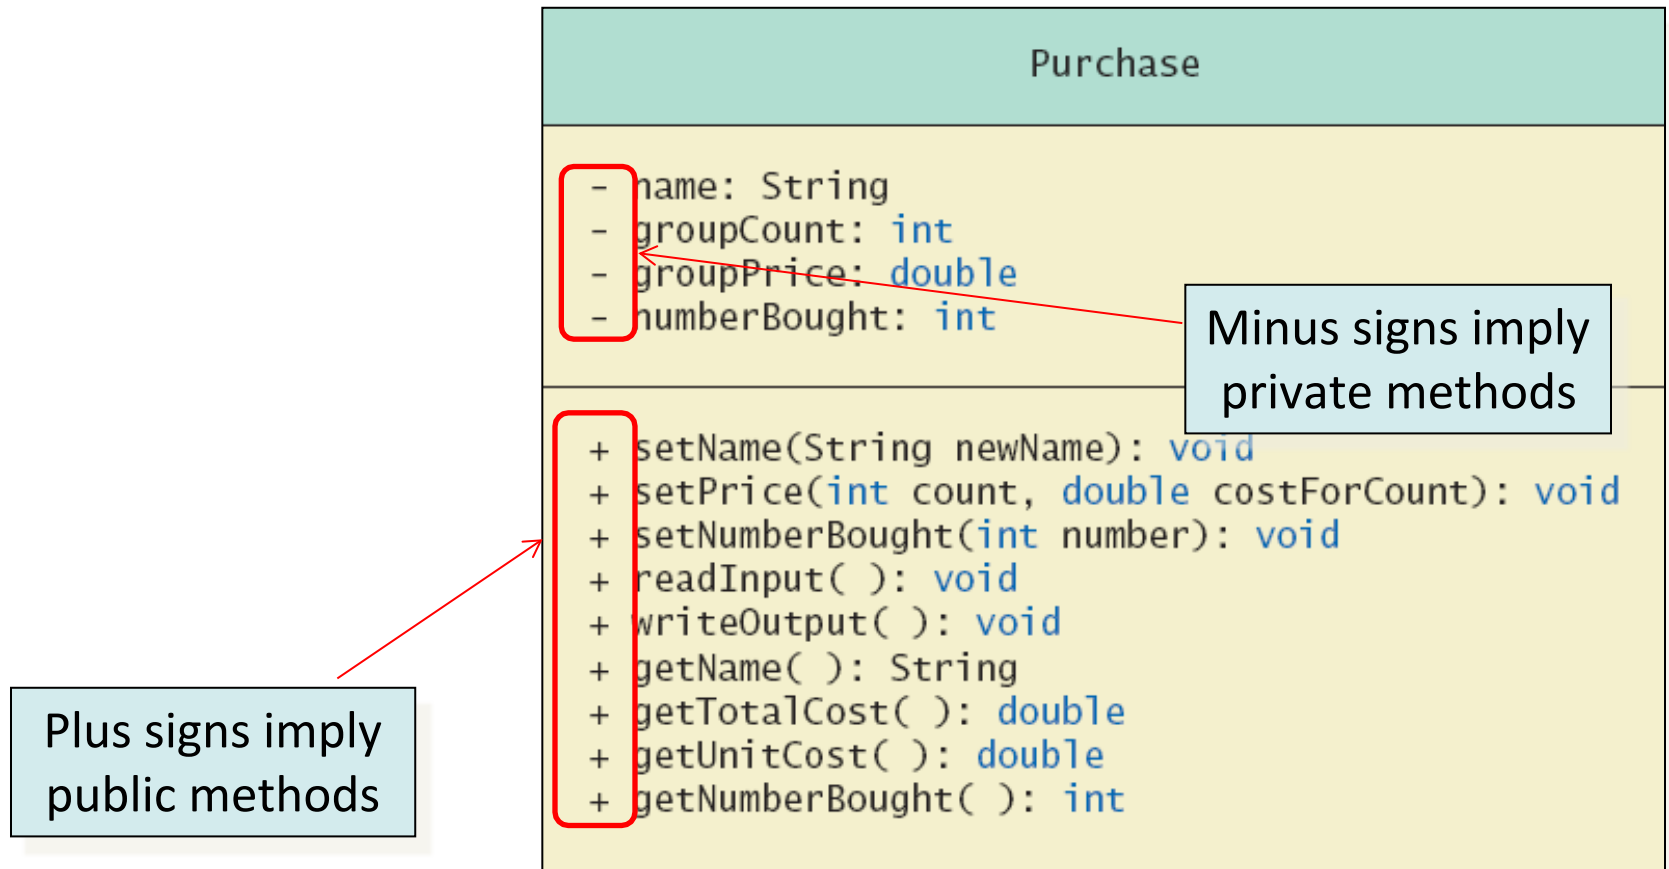 Purchase
- name: String
- groupCount: int
- groupPrice: double
- numberBought: int
Minus signs imply
private methods
+ setName(String newName): void
+ setPrice(int count, double costForCount): void
+ setNumberBought(int number): void
+ readInput( ): void
+ writeOutput( ): void
+ getName( ): String
+ getTotalCost( ): double
+ getUnitCost( ): double
+ getNumberBought( ): int
Plus signs imply
public methods